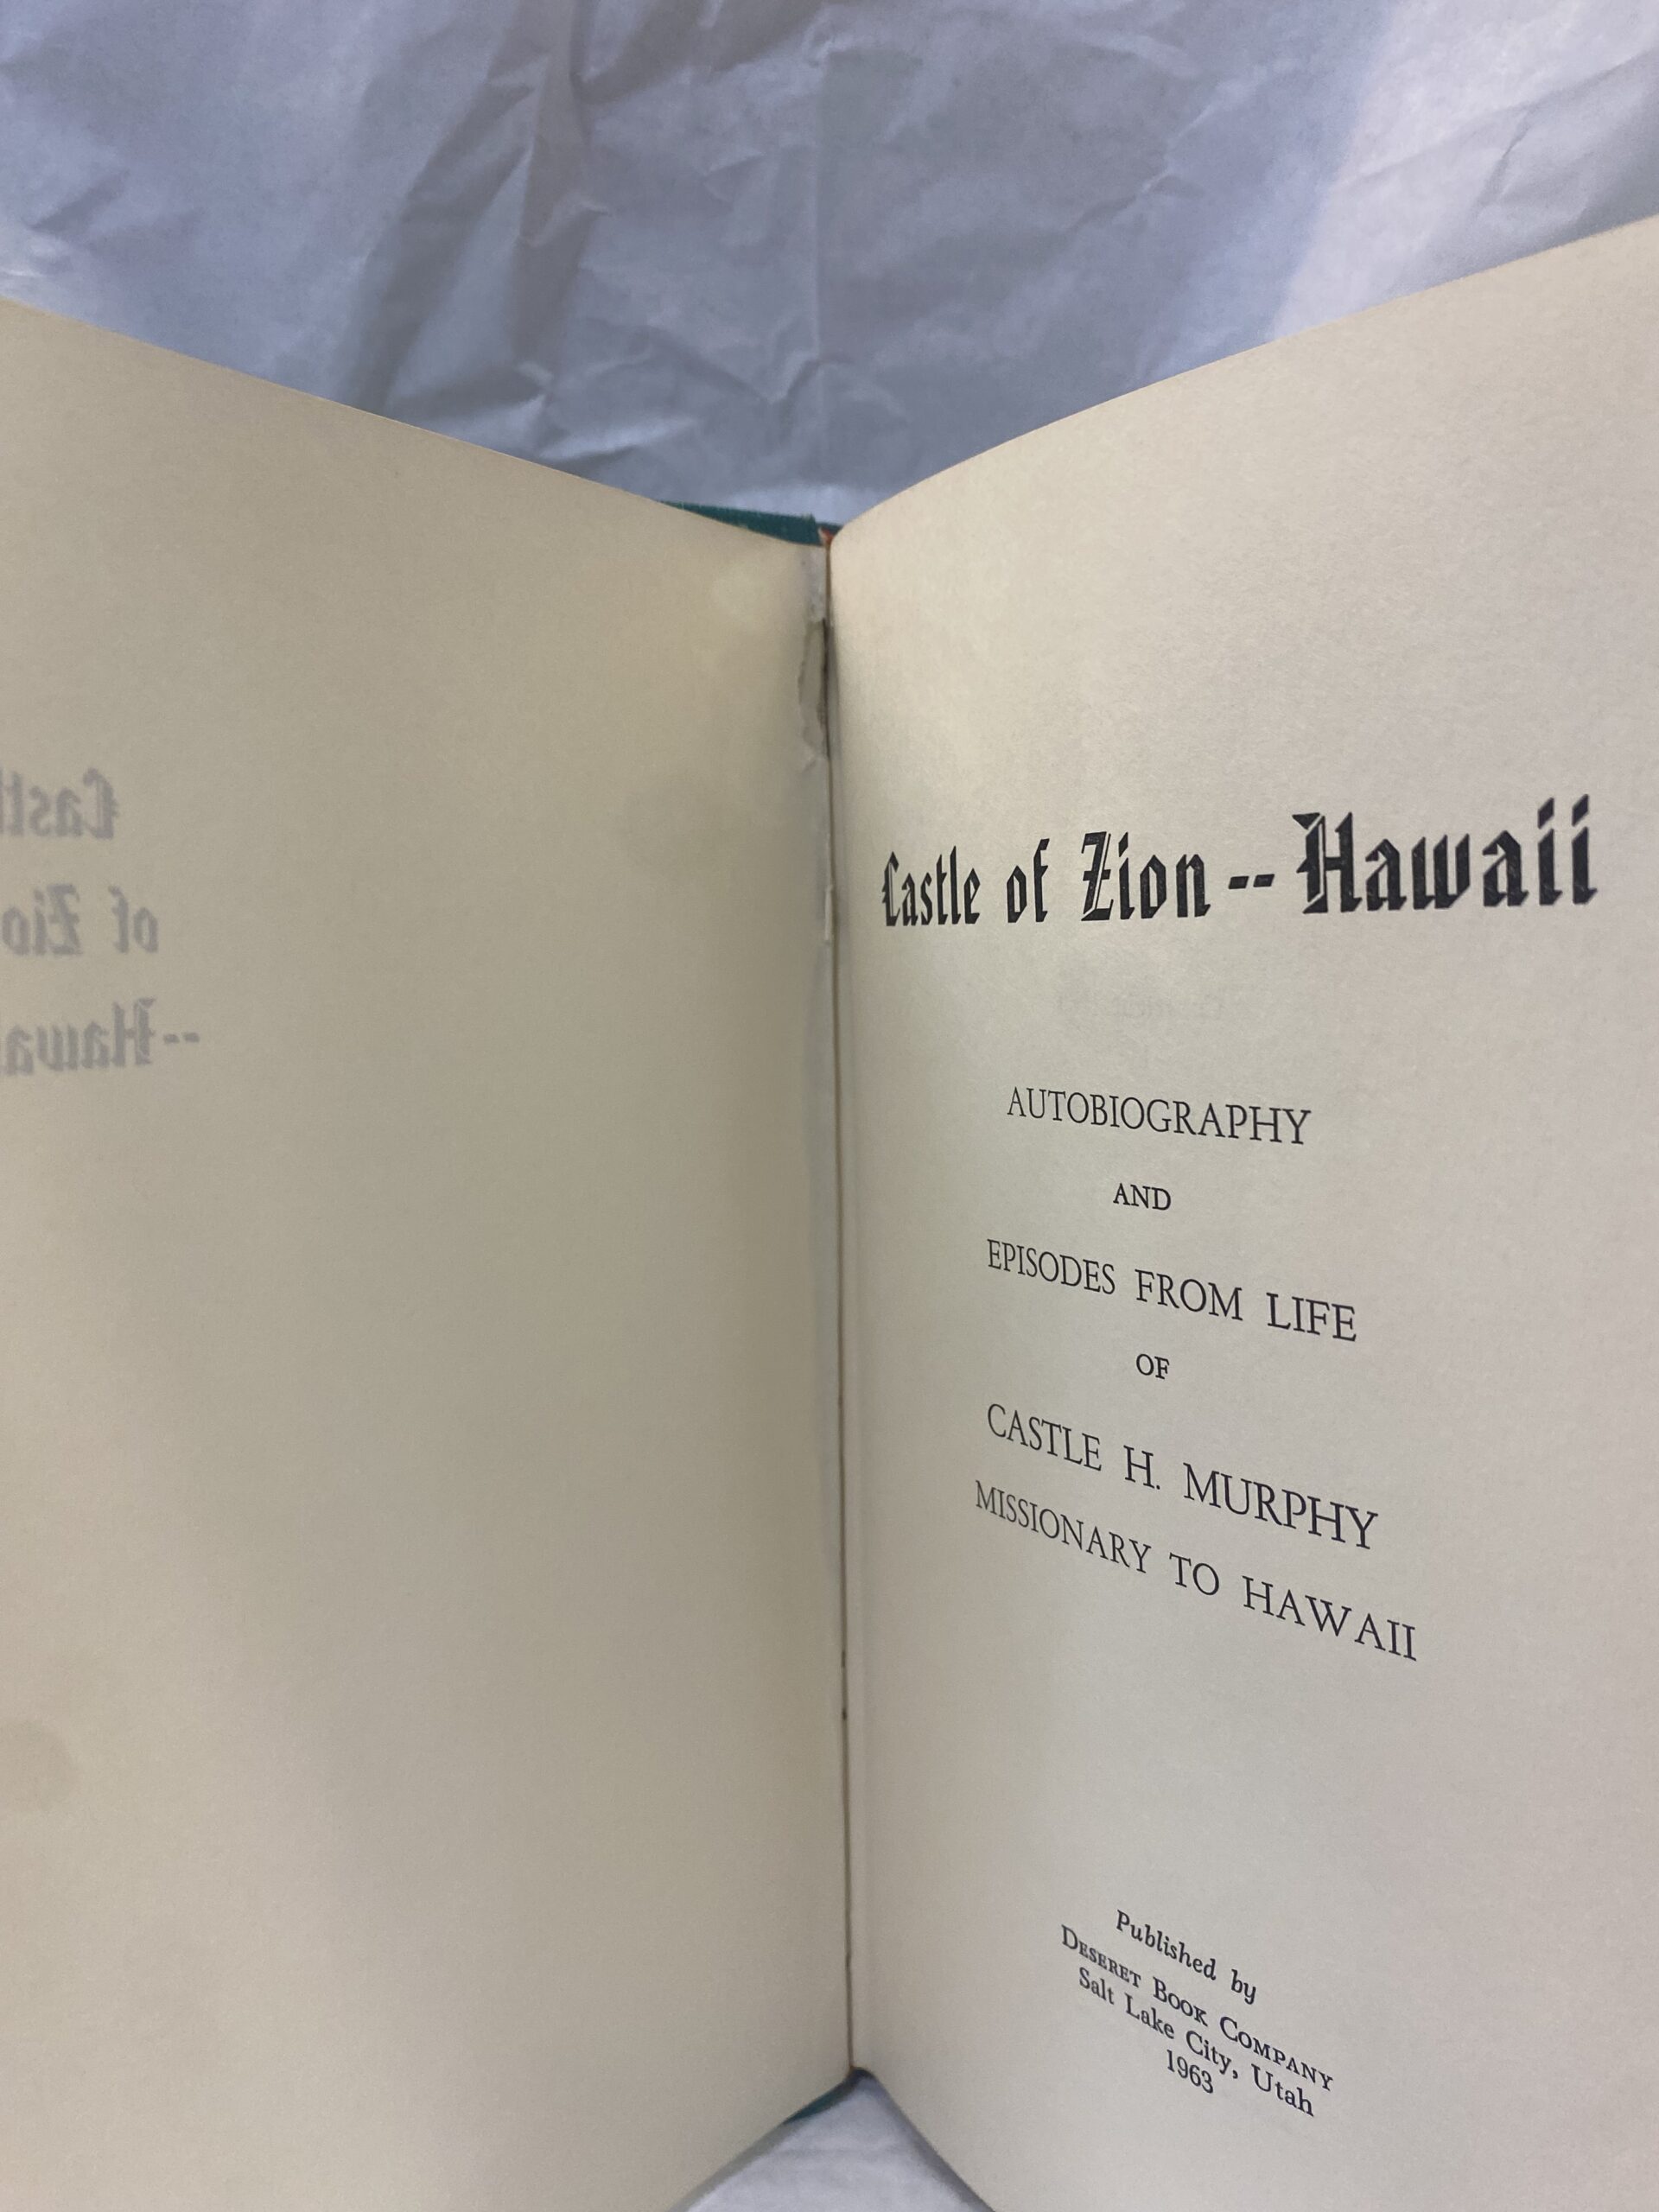 Castle of Zion -- Hawaii
AUTOBIOGRAPHY
AND
EPISODES FROM LIFE
OF
CASTLE H. MURPHY
MISSIONARY TO HAWAII
Published by
DESERET BOOK COMPANY
Salt Lake City, Utah
1963